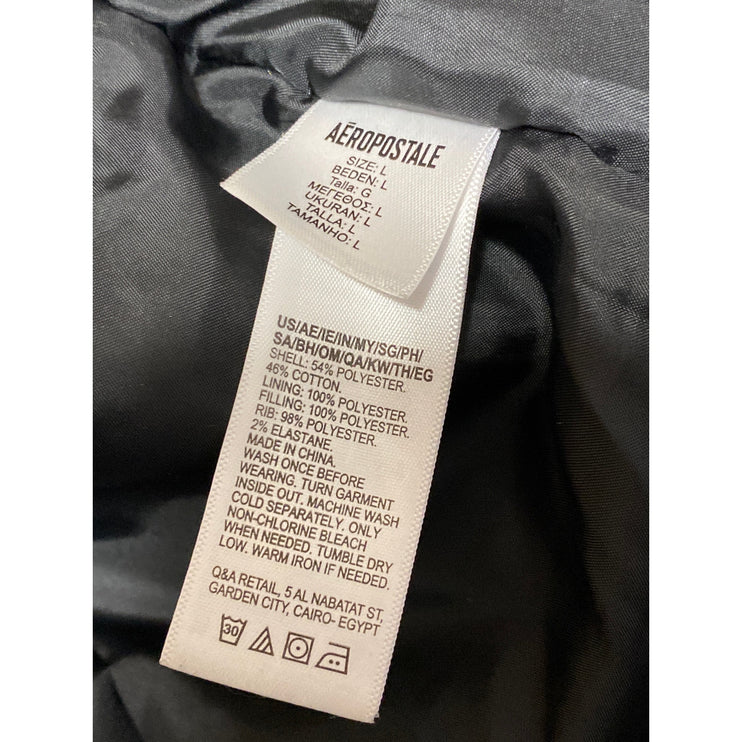 AÉROPOSTALE
SIZE: L
BEDEN: L
Talla: G
ΜΕΓΕΘΟΣ: L
UKURAN: L
TALLA: L
TAMANHO: L
US/AE/IE/IN/MY/SG/PH/
SA/BH/OM/QA/KW/TH/EG
SHELL: 54% POLYESTER.
46% COTTON.
LINING: 100% POLYESTER.
FILLING: 100% POLYESTER.
RIB: 98% POLYESTER.
2% ELASTANE.
MADE IN CHINA.
WASH ONCE BEFORE
WEARING. TURN GARMENT
INSIDE OUT. MACHINE WASH
COLD SEPARATELY. ONLY
NON-CHLORINE BLEACH
WHEN NEEDED. TUMBLE DRY
LOW. WARM IRON IF NEEDED.
Q&A RETAIL, 5 AL NABATAT ST,
GARDEN CITY, CAIRO- EGYPT
30